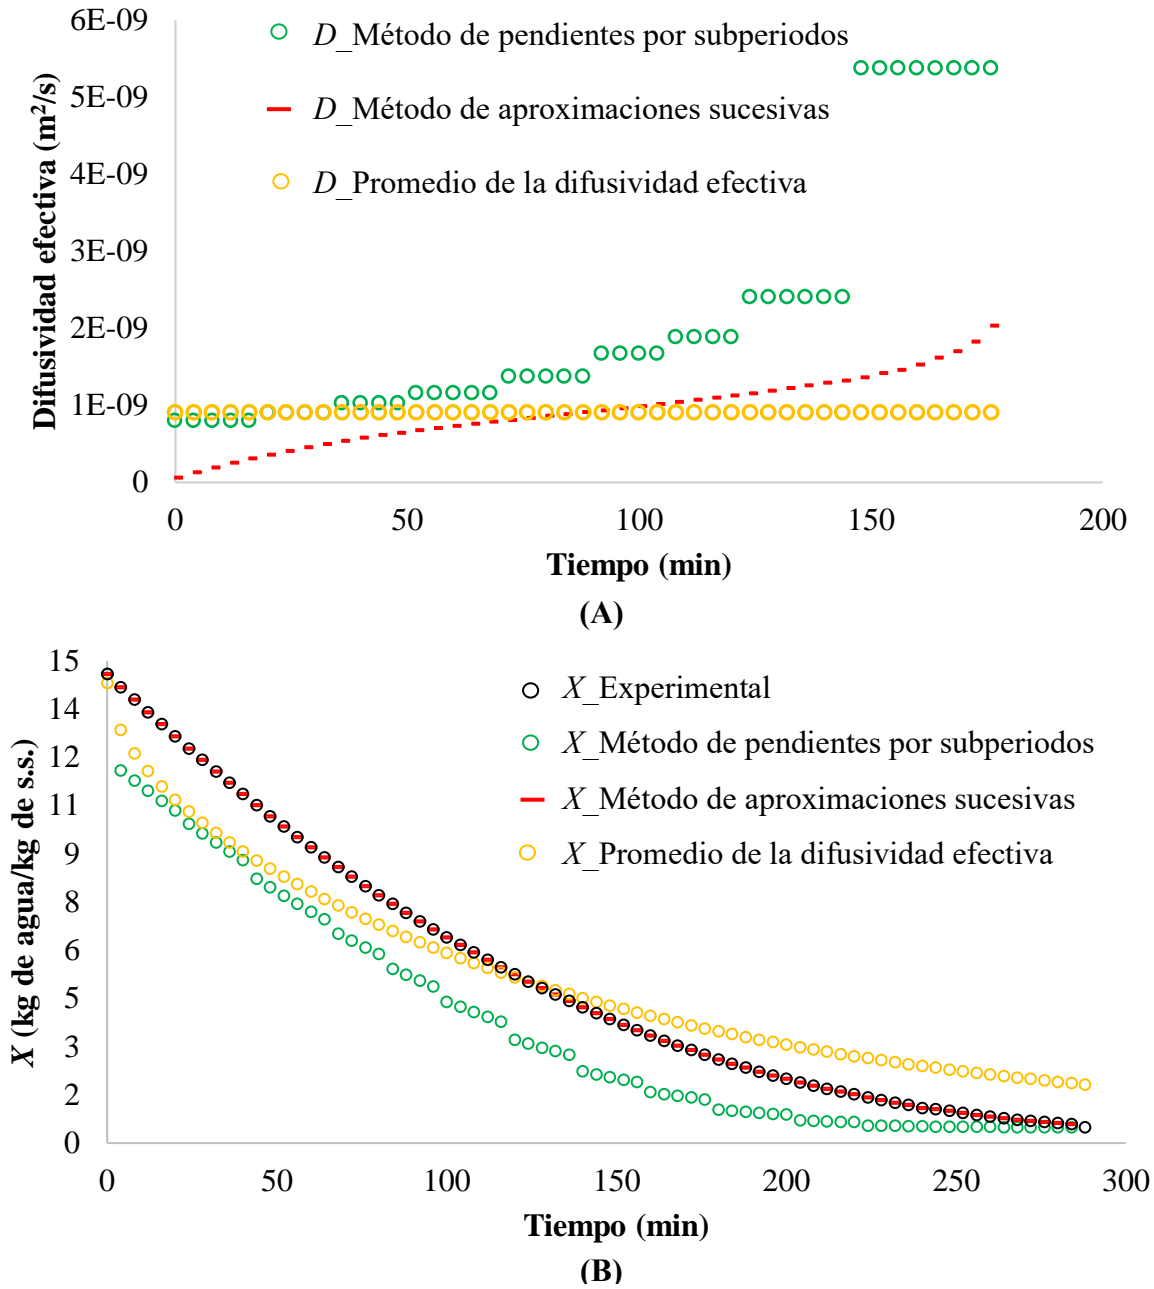 6E-09
5E-09
4E-09
3E-09
2E-09
1E-09
0
Difusividad efectiva (m²/s)
D_Método de pendientes por subperiodos
D_Método de aproximaciones sucesivas
D_Promedio de la difusividad efectiva
0 50 100 150 200
Tiempo (min)
(A)
15
14
12
11
9
8
6
5
3
2
0
X (kg de agua/kg de s.s.)
X_Experimental
X_Método de pendientes por subperiodos
X_Método de aproximaciones sucesivas
X_Promedio de la difusividad efectiva
0 50 100 150 200 250 300
Tiempo (min)
(B)